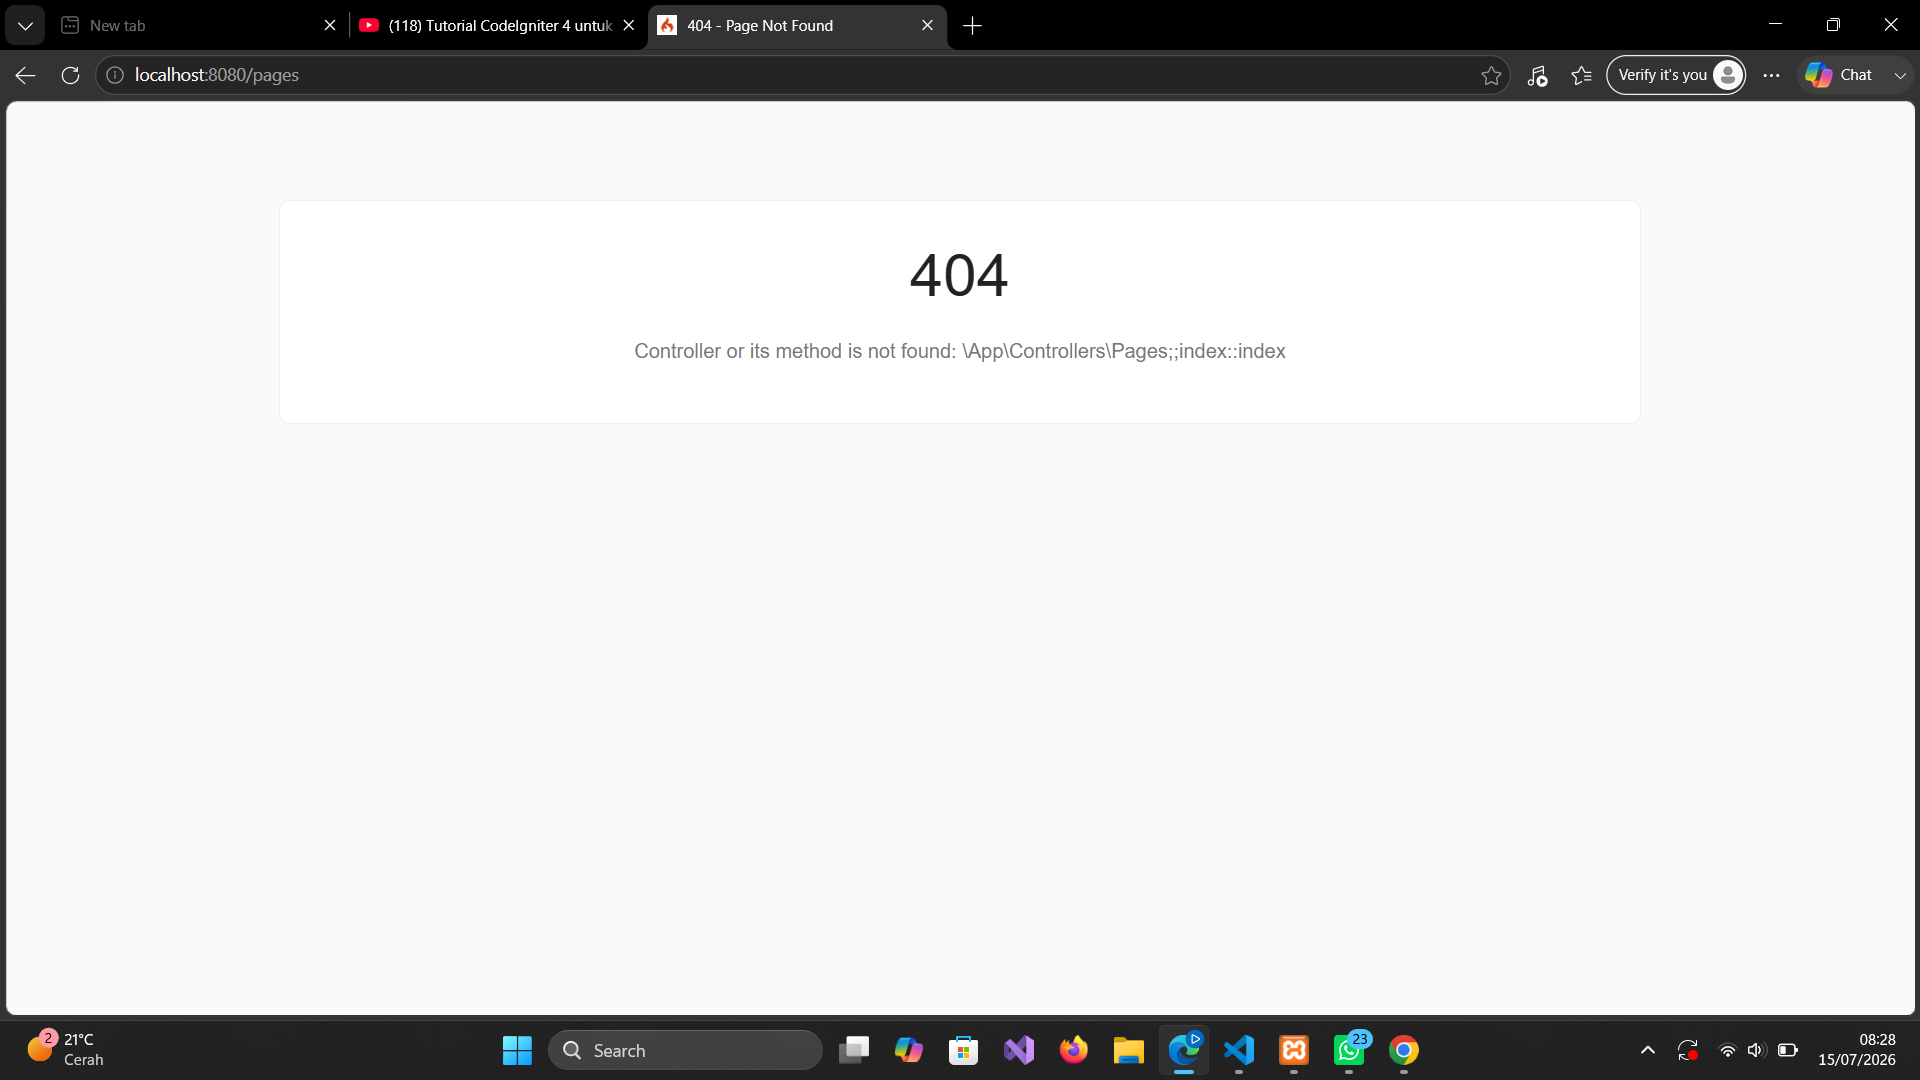 New tab
(118) Tutorial CodeIgniter 4 untuk
404 - Page Not Found
localhost:8080/pages
Verify it's you
Chat
404
Controller or its method is not found: \App\Controllers\Pages;;index::index
2
21°C
Cerah
Search
23
08:28
15/07/2026